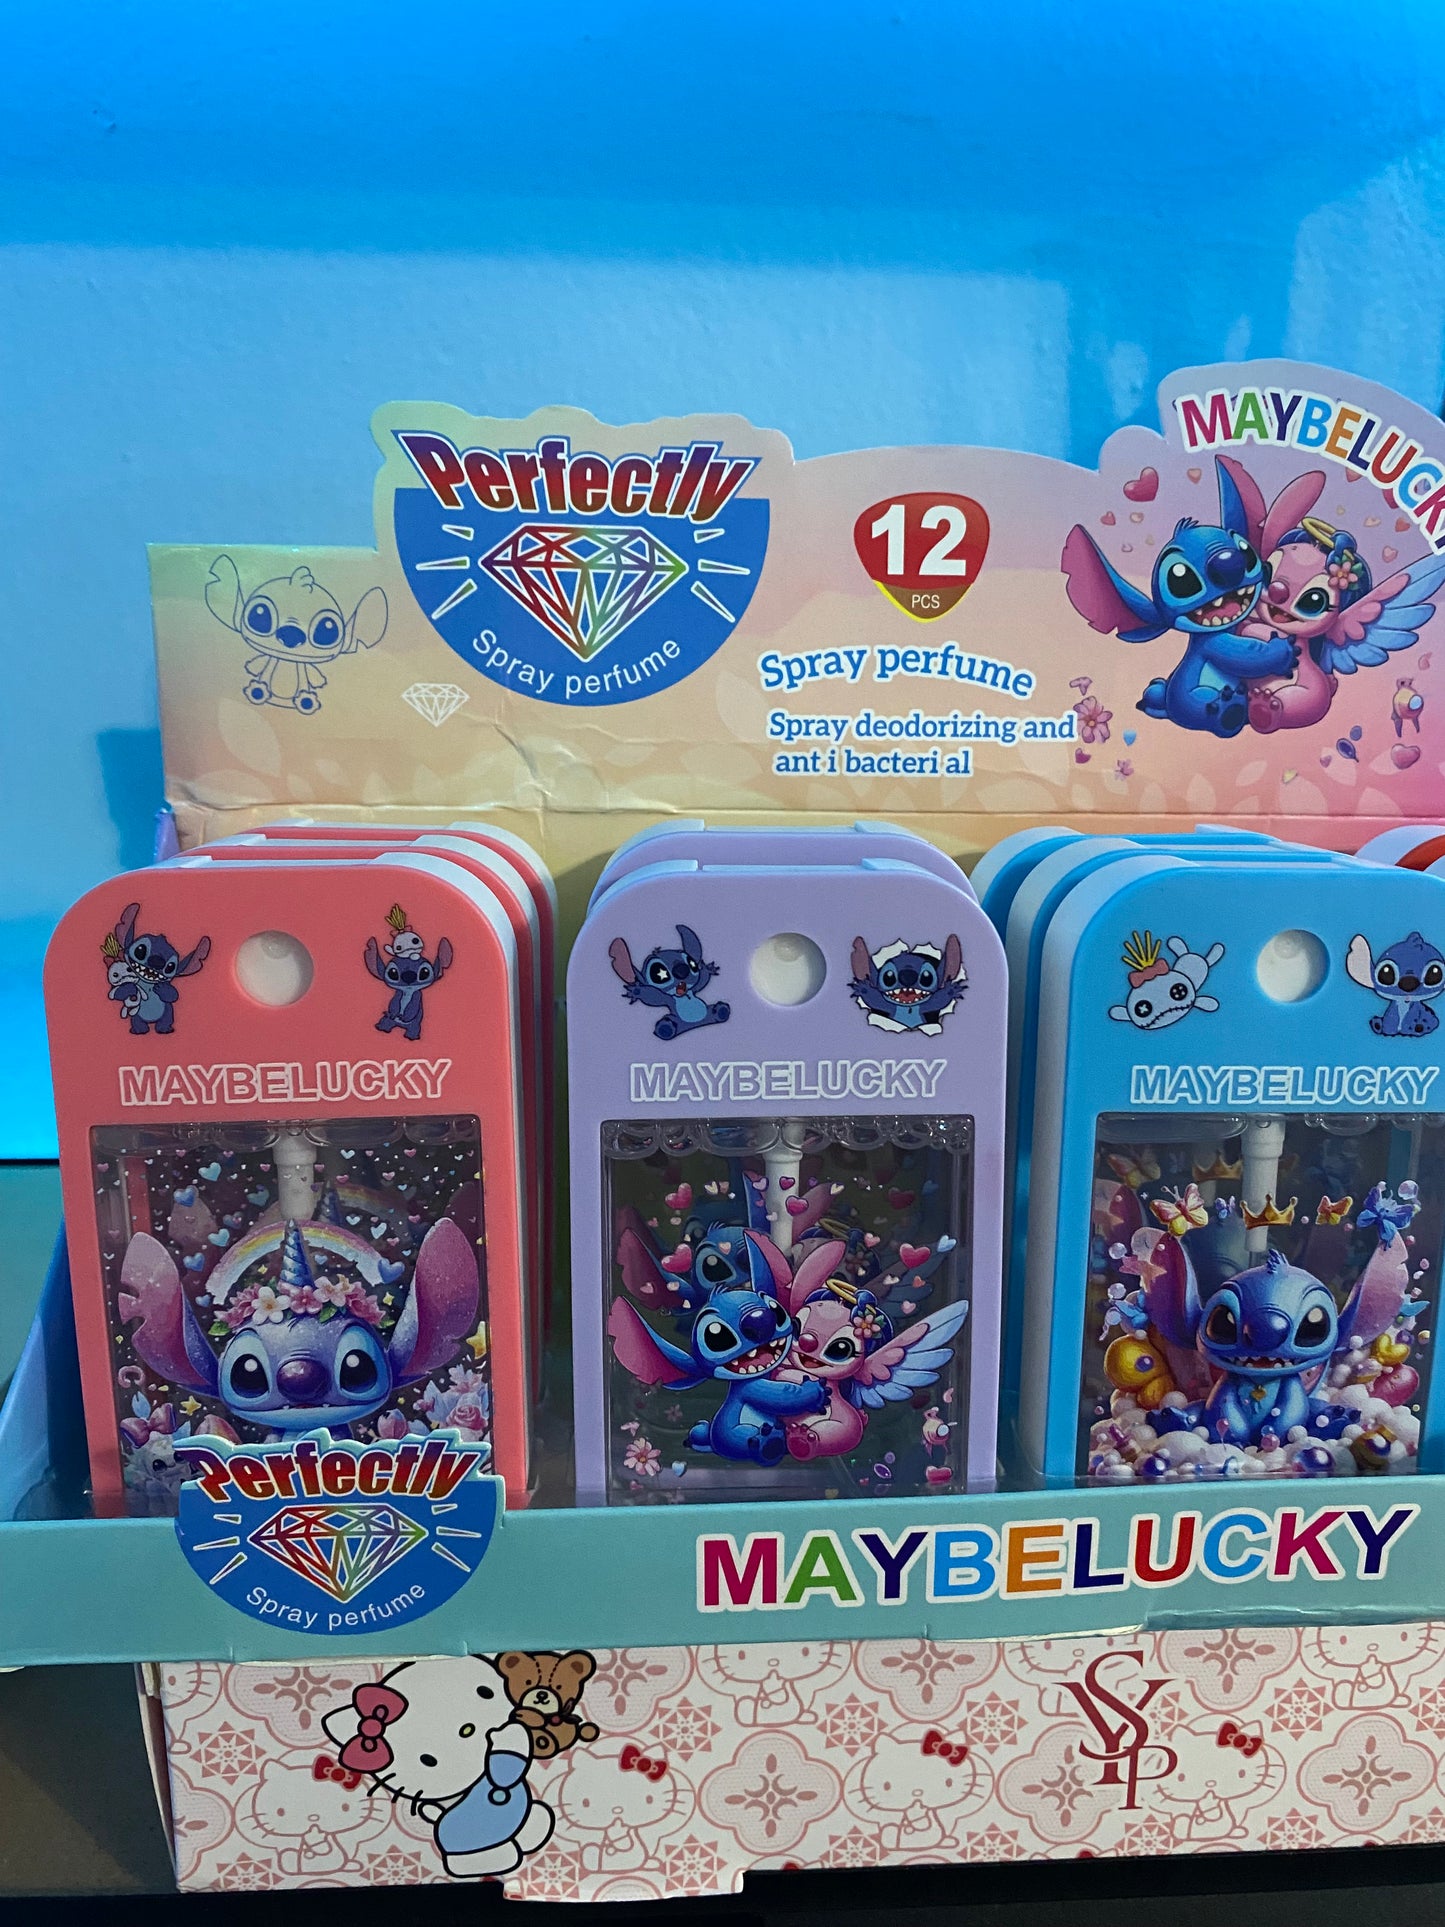 MAYBELUCKY
Perfectly
Spray perfume
12
PCS
Spray perfume
Spray deodorizing and
ant i bacteri al
MAYBELUCKY
MAYBELUCKY
MAYBELUCKY
Perfectly
Spray perfume
MAYBELUCKY